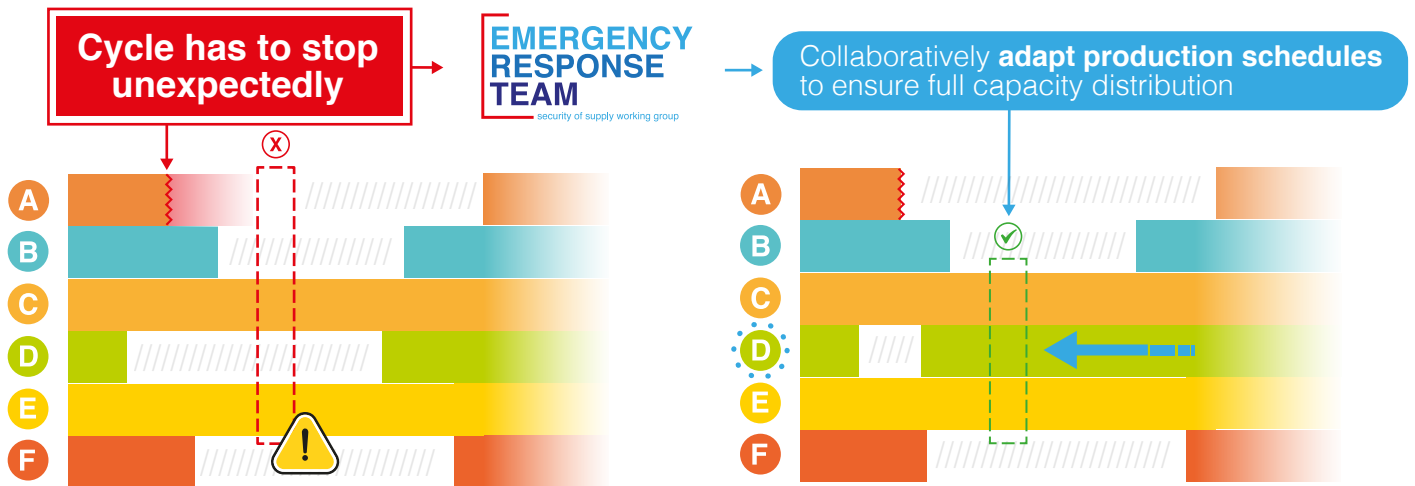 Cycle has to stop
unexpectedly
EMERGENCY
RESPONSE
TEAM
security of supply working group
Collaboratively adapt production schedules
to ensure full capacity distribution
X
A
B
C
D
E
F
!
A
B
C
D
E
F